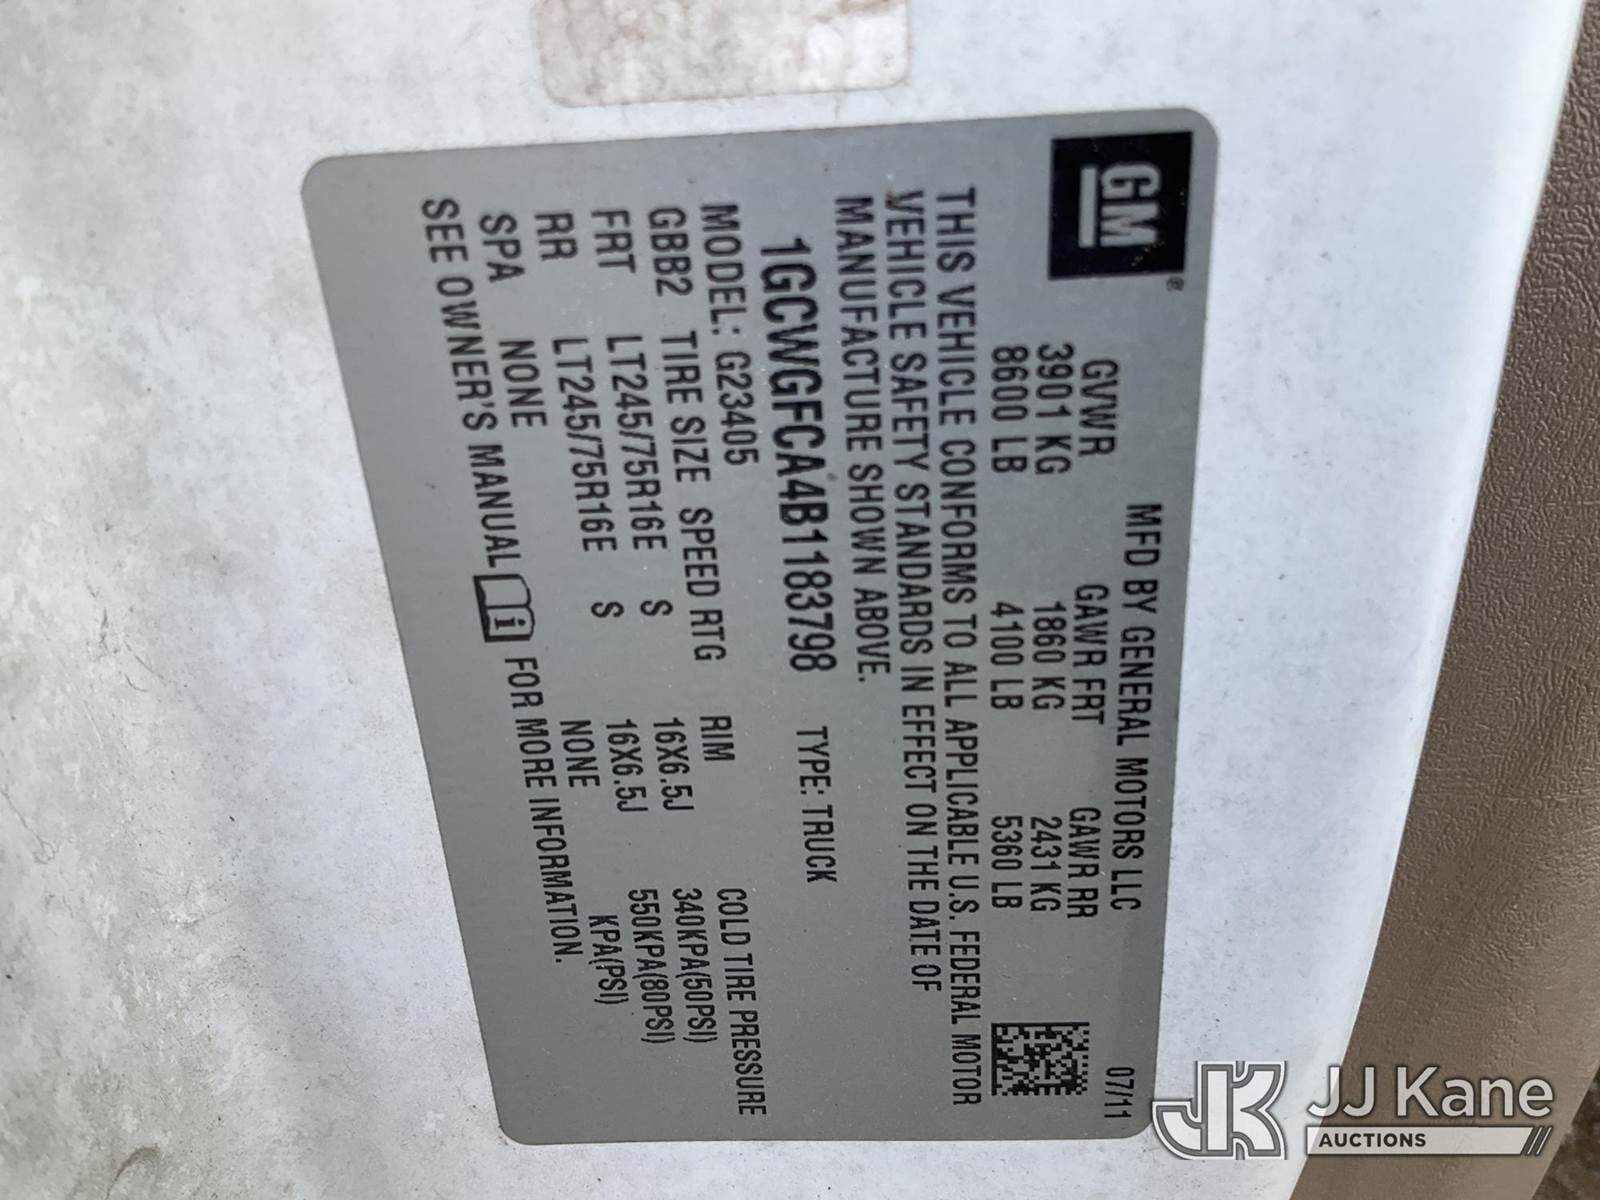 GM®
MFD BY GENERAL MOTORS LLC 07/11
GVWR GAWR FRT GAWR RR
3901 KG 1860 KG 2431 KG
8600 LB 4100 LB 5360 LB
THIS VEHICLE CONFORMS TO ALL APPLICABLE U.S. FEDERAL MOTOR
VEHICLE SAFETY STANDARDS IN EFFECT ON THE DATE OF
MANUFACTURE SHOWN ABOVE.
1GCWGFCA4B1183798 TYPE: TRUCK
MODEL: G23405
GBB2 TIRE SIZE SPEED RTG RIM COLD TIRE PRESSURE
FRT LT245/75R16E S 16X6.5J 340KPA(50PSI)
RR LT245/75R16E S 16X6.5J 550KPA(80PSI)
SPA NONE NONE KPA(PSI)
SEE OWNER'S MANUAL i FOR MORE INFORMATION.
JK JJ Kane
AUCTIONS